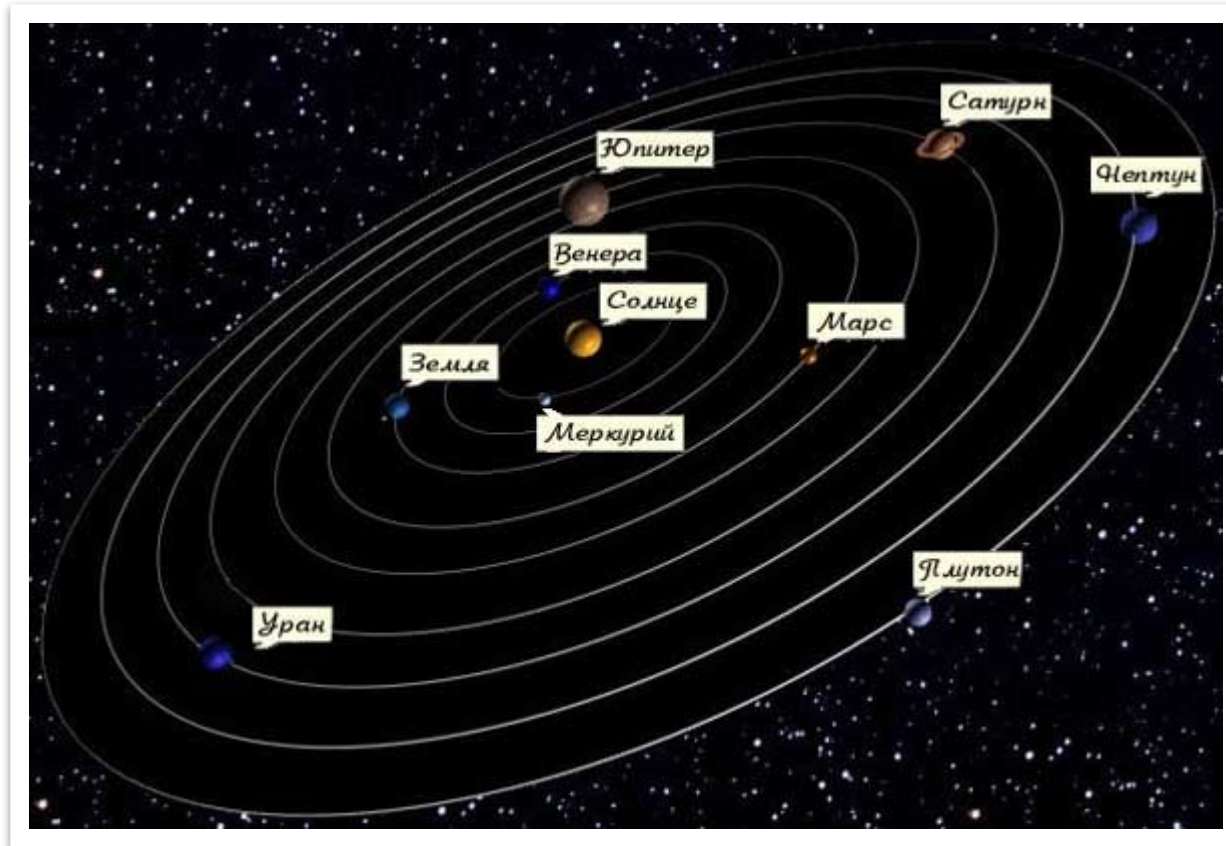 Сатурн
Юпитер
Нептун
Венера
Солнце
Марс
Земля
Меркурий
Плутон
Уран